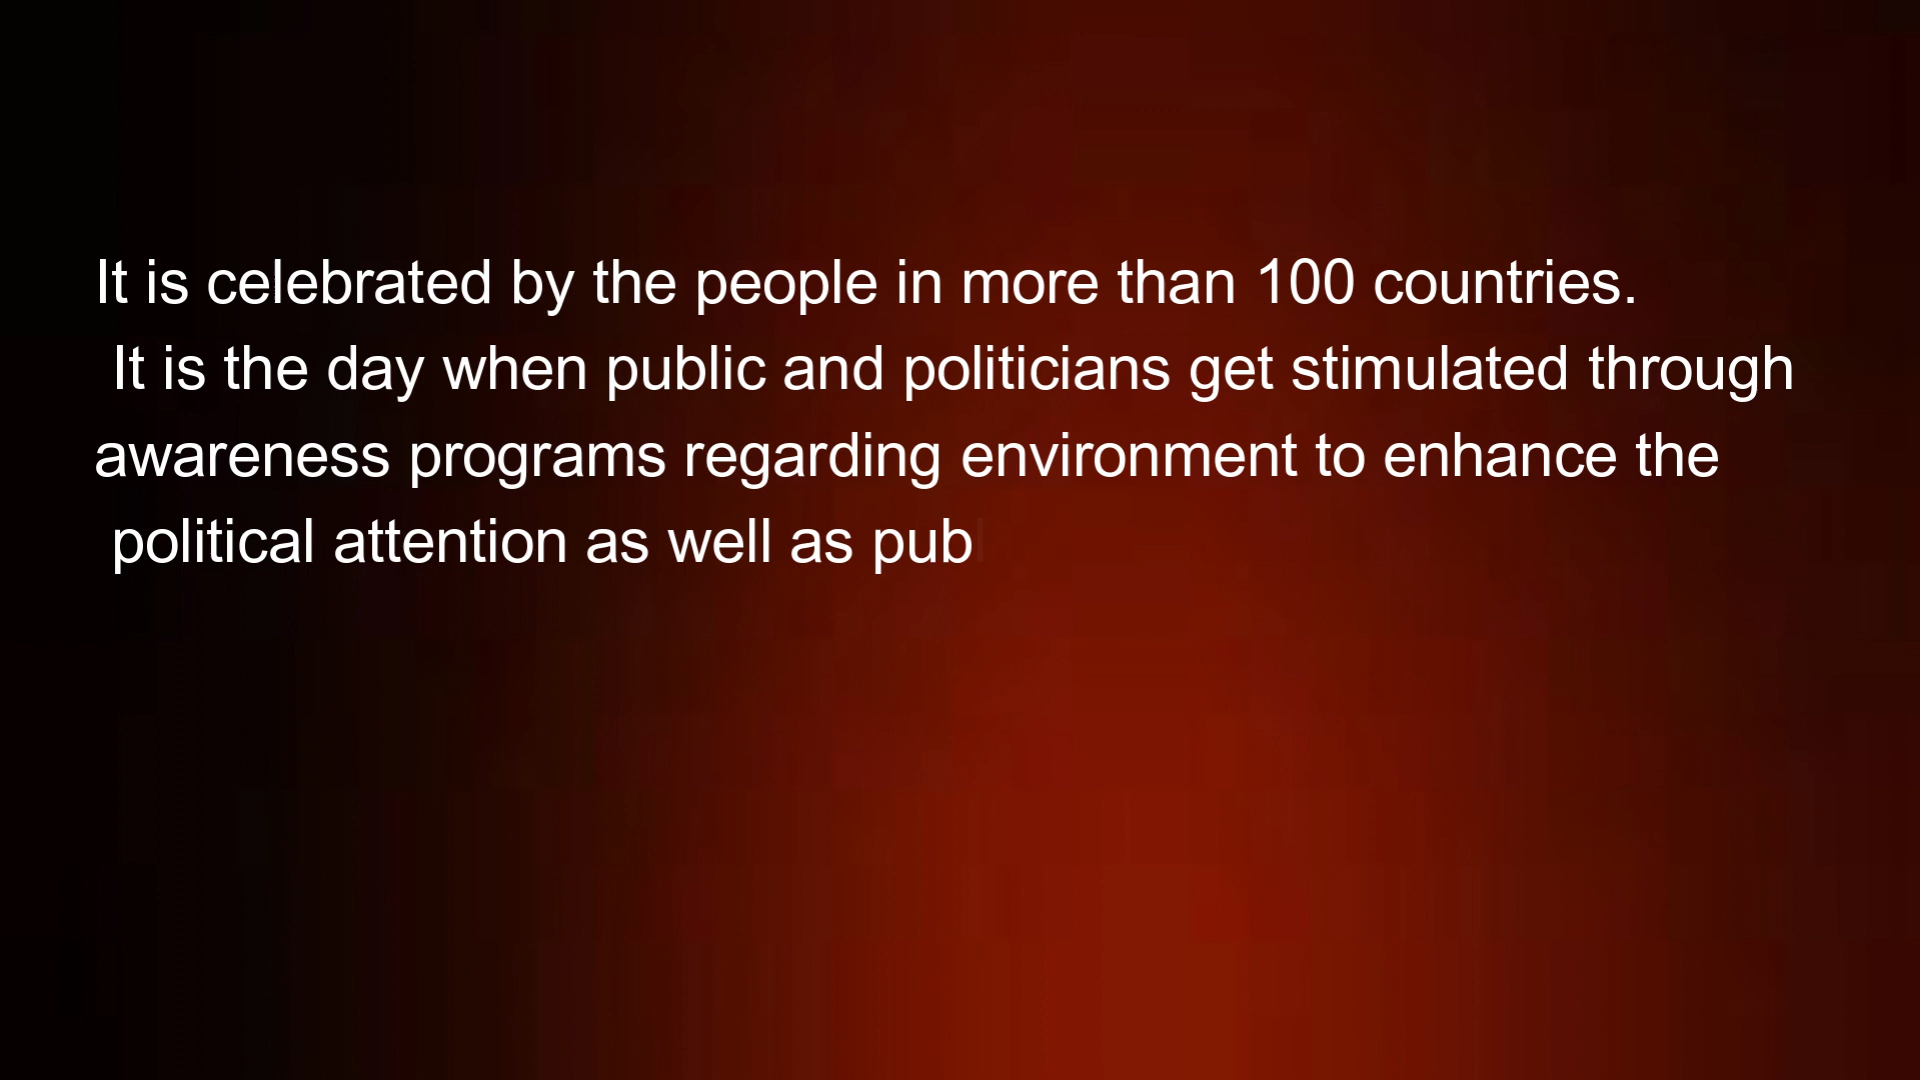 It is celebrated by the people in more than 100 countries.
It is the day when public and politicians get stimulated through
awareness programs regarding environment to enhance the
political attention as well as pub